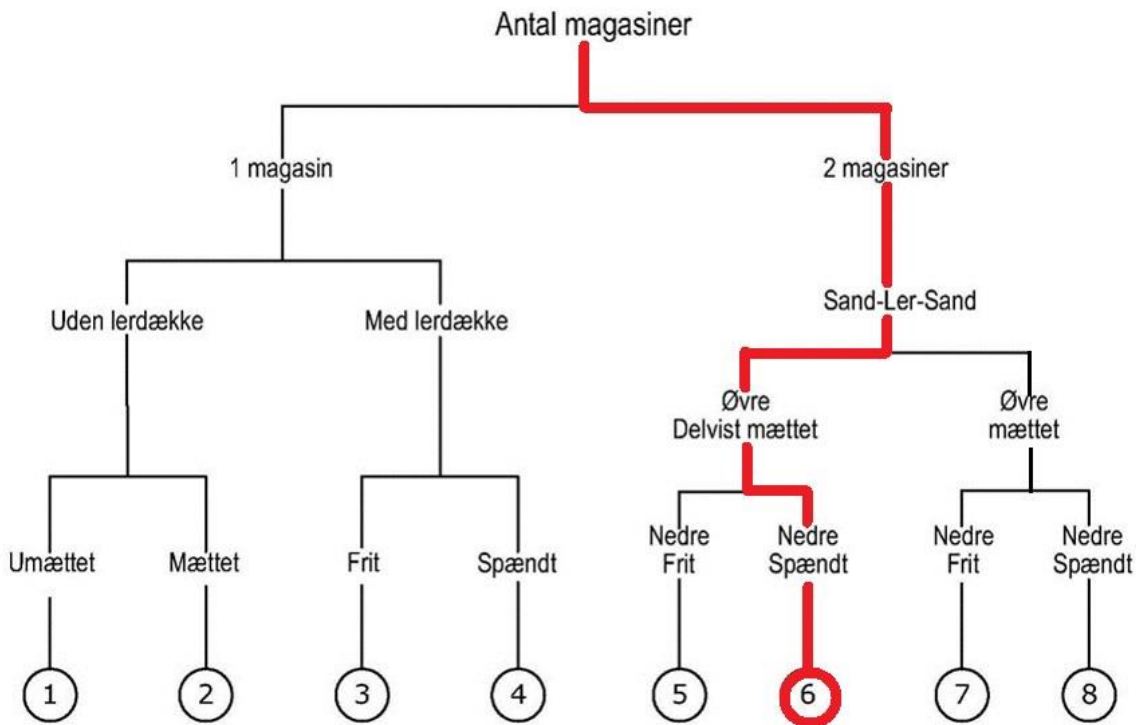 Antal magasiner
1 magasin
2 magasiner
Sand-Ler-Sand
Uden lerdække
Med lerdække
Øvre
Delvist mættet
Øvre
mættet
Umættet
Mættet
Frit
Spændt
Nedre
Frit
Nedre
Spændt
Nedre
Frit
Nedre
Spændt
1
2
3
4
5
6
7
8